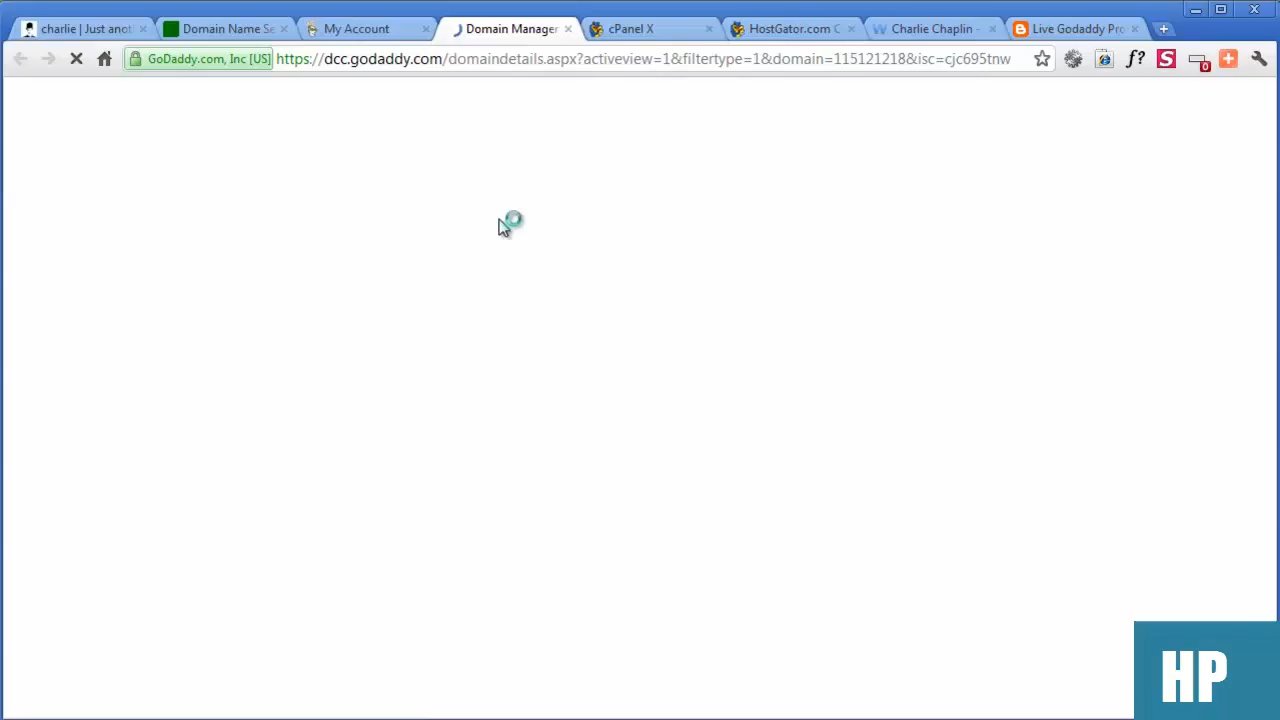 charlie | Just anot
Domain Name Se
My Account
Domain Manager
cPanel X
HostGator.com C
Charlie Chaplin -
Live Godaddy Pro
GoDaddy.com, Inc [US]
https://dcc.godaddy.com/domaindetails.aspx?activeview=1&filtertype=1&domain=115121218&isc=cjc695tnw
f?
S
0
HP